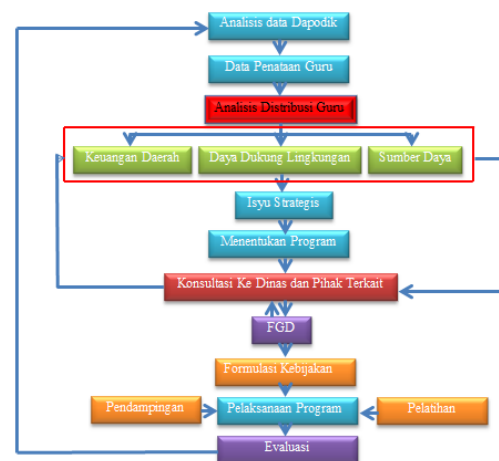 Analisis data Dapodik
Data Penataan Guru
Analisis Distribusi Guru
Keuangan Daerah
Daya Dukung Lingkungan
Sumber Daya
Isyu Strategis
Menentukan Program
Konsultasi Ke Dinas dan Pihak Terkait
FGD
Formulasi Kebijakan
Pendampingan
Pelaksanaan Program
Pelatihan
Evaluasi